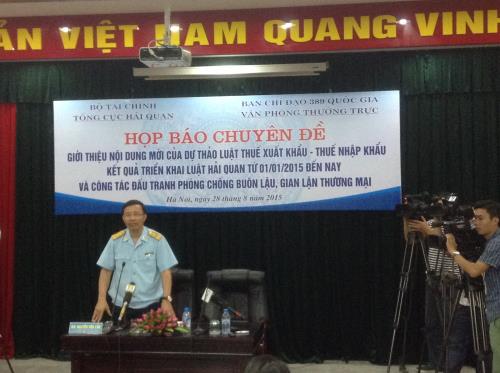 ẢN VIỆT NAM QUANG VINH
BỘ TÀI CHÍNH
TỔNG CỤC HẢI QUAN
BAN CHỈ ĐẠO 389 QUỐC GIA
VĂN PHÒNG THƯỜNG TRỰC
HỌP BÁO CHUYÊN ĐỀ
GIỚI THIỆU NỘI DUNG MỚI CỦA DỰ THẢO LUẬT THUẾ XUẤT KHẨU - THUẾ NHẬP KHẨU
KẾT QUẢ TRIỂN KHAI LUẬT HẢI QUAN TỪ 01/01/2015 ĐẾN NAY
VÀ CÔNG TÁC ĐẤU TRANH PHÒNG CHỐNG BUÔN LẬU, GIAN LẬN THƯƠNG MẠI
Hà Nội, ngày 28 tháng 8 năm 2015